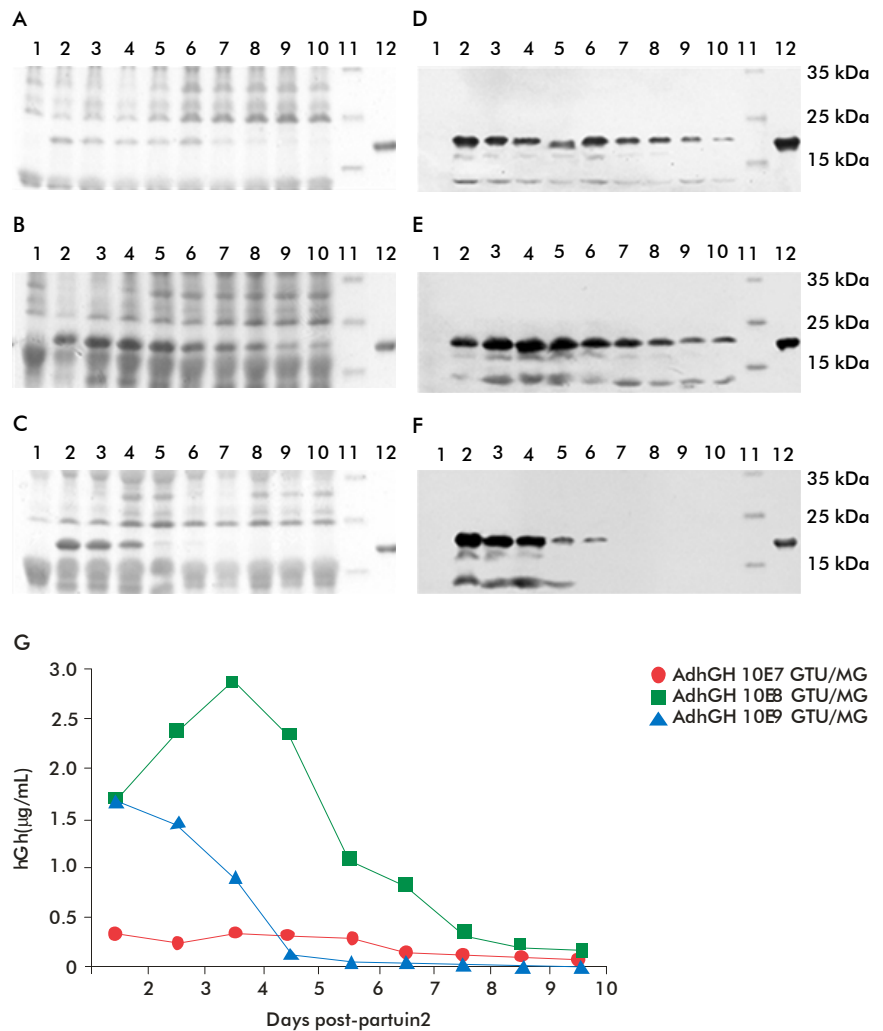 A
1 2 3 4 5 6 7 8 9 10 11 12
D
1 2 3 4 5 6 7 8 9 10 11 12
35 kDa
25 kDa
15 kDa
B
1 2 3 4 5 6 7 8 9 10 11 12
E
1 2 3 4 5 6 7 8 9 10 11 12
35 kDa
25 kDa
15 kDa
C
1 2 3 4 5 6 7 8 9 10 11 12
F
1 2 3 4 5 6 7 8 9 10 11 12
35 kDa
25 kDa
15 kDa
G
3.0
2.5
2.0
1.5
1.0
0.5
0
hGh(μg/mL)
2 3 4 5 6 7 8 9 10
Days post-partuin2
AdhGH 10E7 GTU/MG
AdhGH 10E8 GTU/MG
AdhGH 10E9 GTU/MG